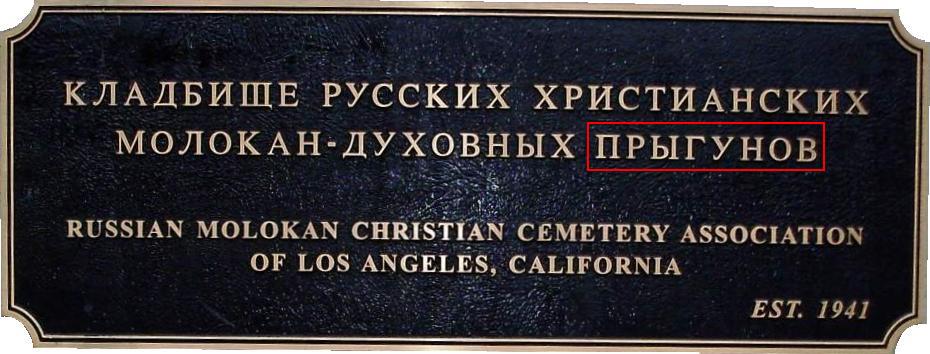 КЛАДБИЩЕ РУССКИХ ХРИСТИАНСКИХ
МОЛОКАН-ДУХОВНЫХ ПРЫГУНОВ
RUSSIAN MOLOKAN CHRISTIAN CEMETERY ASSOCIATION
OF LOS ANGELES, CALIFORNIA
EST. 1941